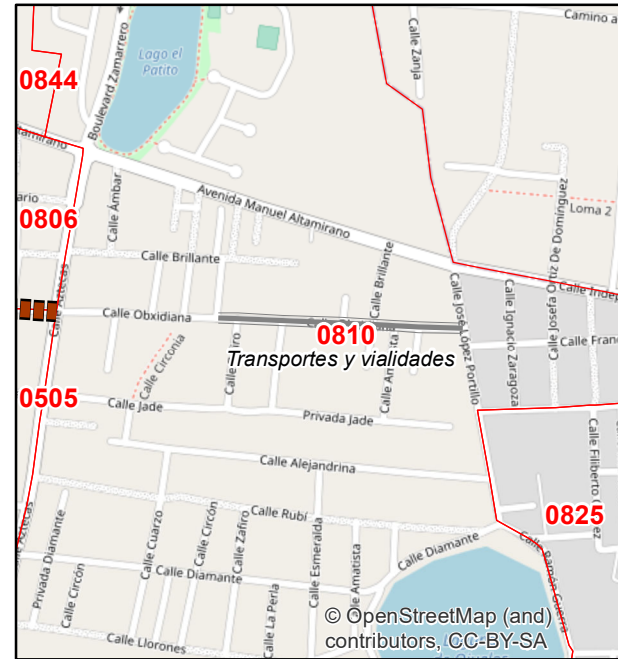 Camino a
Calle Zanja
Lago el
Patito
0844
Boulevard Zamarrero
tamirano
Avenida Manuel Altamirano
Loma 2
Calle Josefa Ortiz De Domínguez
ario
0806
Calle Ámbar
Calle Brillante
Calle Brillante
Calle Indep
Calle Aztecas
Calle Obxidiana
0810
Transportes y vialidades
Calle José López Portillo
Calle Ignacio Zaragoza
Calle Fran
Calle Circonia
0505
Calle Jade
Privada Jade
Calle Alejandrina
Calle Filiberto G
0825
Calle Rubí
Calle Circón
Calle Zafiro
Calle Cuarzo
Calle Esmeralda
Calle Amatista
Calle Diamante
Calle Diamante
Calle Ramón Guerra
Aztecas
Privada Diamante
Calle Circón
Calle La Perla
Calle Llorones
© OpenStreetMap (and)
contributors, CC-BY-SA